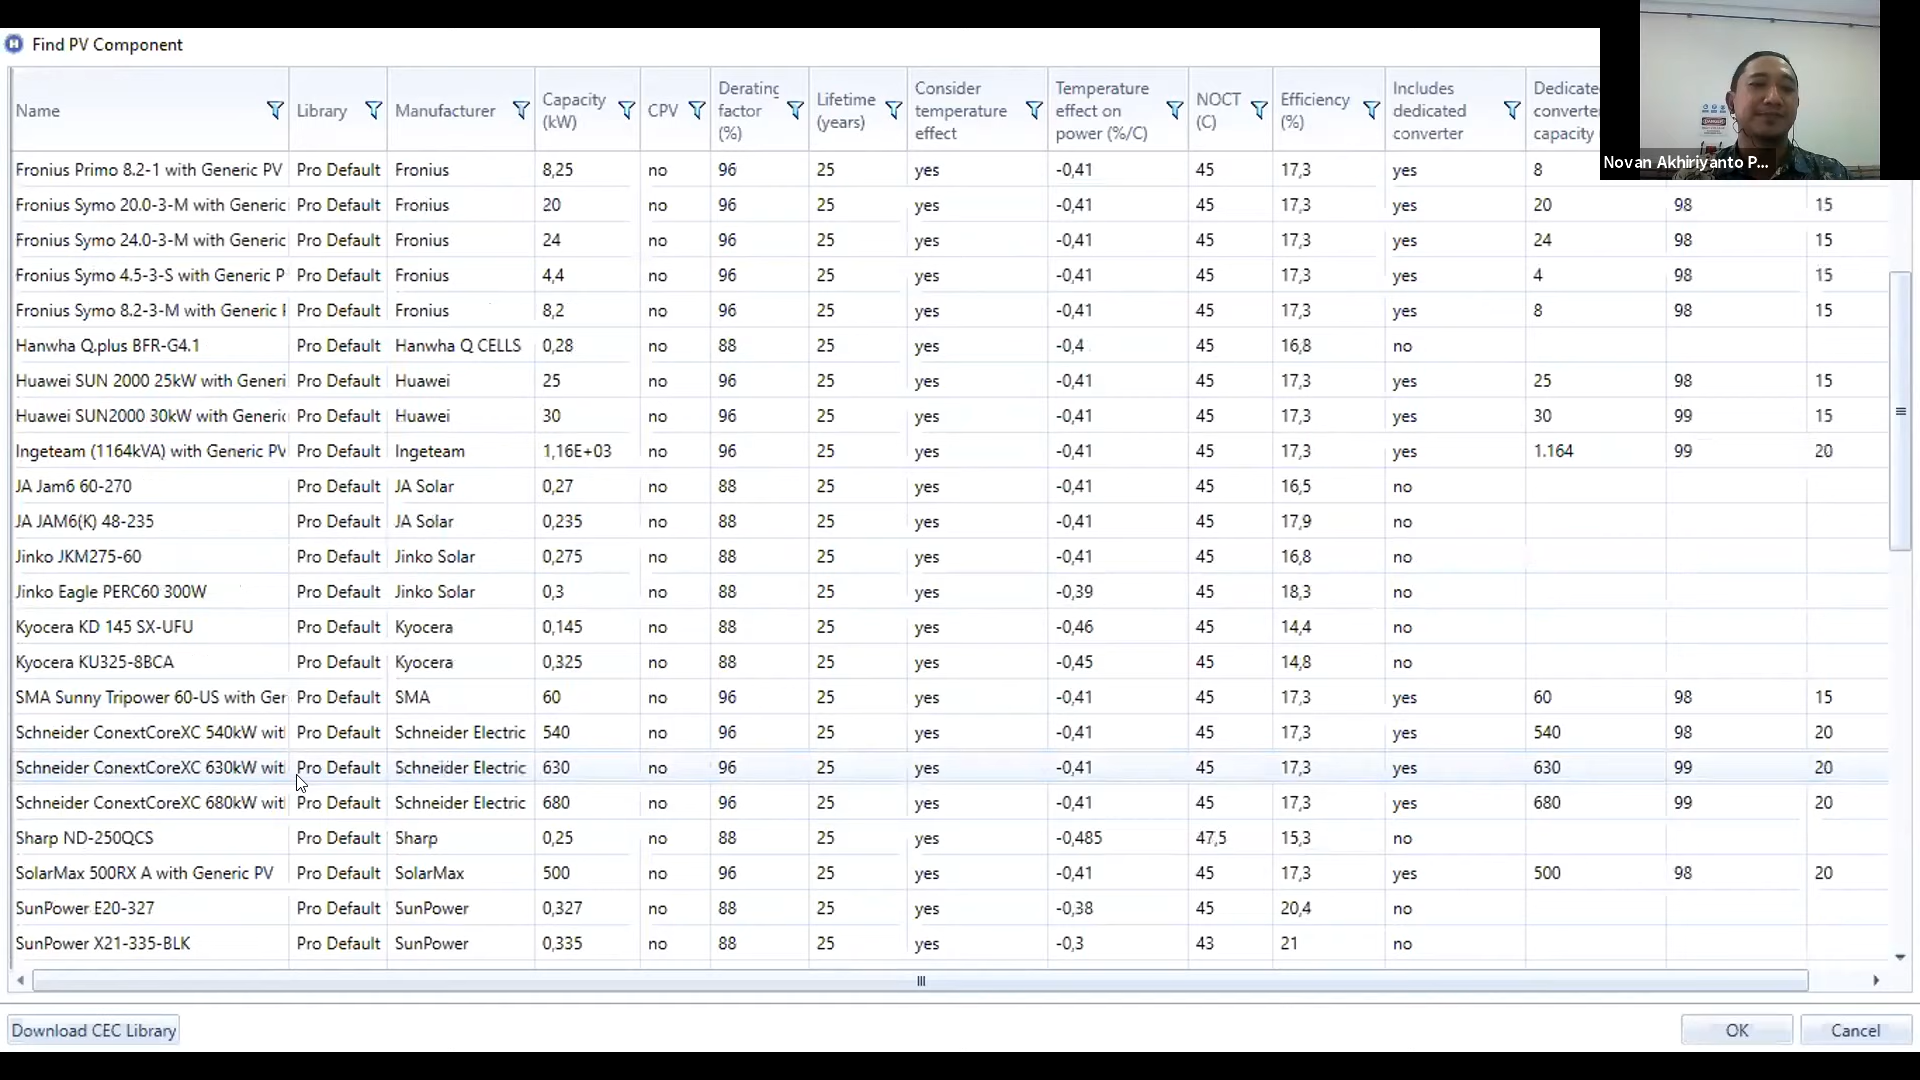 Find PV Component
Name Library Manufacturer Capacity (kW) CPV Derating factor (%) Lifetime (years) Consider temperature effect Temperature effect on power (%/C) NOCT (C) Efficiency (%) Includes dedicated converter Dedicate converter capacity
Novan Akhiriyanto P...
Fronius Primo 8.2-1 with Generic PV Pro Default Fronius 8,25 no 96 25 yes -0,41 45 17,3 yes 8
Fronius Symo 20.0-3-M with Generic Pro Default Fronius 20 no 96 25 yes -0,41 45 17,3 yes 20 98 15
Fronius Symo 24.0-3-M with Generic Pro Default Fronius 24 no 96 25 yes -0,41 45 17,3 yes 24 98 15
Fronius Symo 4.5-3-S with Generic P Pro Default Fronius 4,4 no 96 25 yes -0,41 45 17,3 yes 4 98 15
Fronius Symo 8.2-3-M with Generic Pro Default Fronius 8,2 no 96 25 yes -0,41 45 17,3 yes 8 98 15
Hanwha Q.plus BFR-G4.1 Pro Default Hanwha Q CELLS 0,28 no 88 25 yes -0,4 45 16,8 no
Huawei SUN 2000 25kW with Generi Pro Default Huawei 25 no 96 25 yes -0,41 45 17,3 yes 25 98 15
Huawei SUN2000 30kW with Generic Pro Default Huawei 30 no 96 25 yes -0,41 45 17,3 yes 30 99 15
Ingeteam (1164kVA) with Generic PV Pro Default Ingeteam 1,16E+03 no 96 25 yes -0,41 45 17,3 yes 1.164 99 20
JA Jam6 60-270 Pro Default JA Solar 0,27 no 88 25 yes -0,41 45 16,5 no
JA JAM6(K) 48-235 Pro Default JA Solar 0,235 no 88 25 yes -0,41 45 17,9 no
Jinko JKM275-60 Pro Default Jinko Solar 0,275 no 88 25 yes -0,41 45 16,8 no
Jinko Eagle PERC60 300W Pro Default Jinko Solar 0,3 no 88 25 yes -0,39 45 18,3 no
Kyocera KD 145 SX-UFU Pro Default Kyocera 0,145 no 88 25 yes -0,46 45 14,4 no
Kyocera KU325-8BCA Pro Default Kyocera 0,325 no 88 25 yes -0,45 45 14,8 no
SMA Sunny Tripower 60-US with Ger Pro Default SMA 60 no 96 25 yes -0,41 45 17,3 yes 60 98 15
Schneider ConextCoreXC 540kW wit Pro Default Schneider Electric 540 no 96 25 yes -0,41 45 17,3 yes 540 98 20
Schneider ConextCoreXC 630kW wit Pro Default Schneider Electric 630 no 96 25 yes -0,41 45 17,3 yes 630 99 20
Schneider ConextCoreXC 680kW wit Pro Default Schneider Electric 680 no 96 25 yes -0,41 45 17,3 yes 680 99 20
Sharp ND-250QCS Pro Default Sharp 0,25 no 88 25 yes -0,485 47,5 15,3 no
SolarMax 500RX A with Generic PV Pro Default SolarMax 500 no 96 25 yes -0,41 45 17,3 yes 500 98 20
SunPower E20-327 Pro Default SunPower 0,327 no 88 25 yes -0,38 45 20,4 no
SunPower X21-335-BLK Pro Default SunPower 0,335 no 88 25 yes -0,3 43 21 no
Download CEC Library OK Cancel